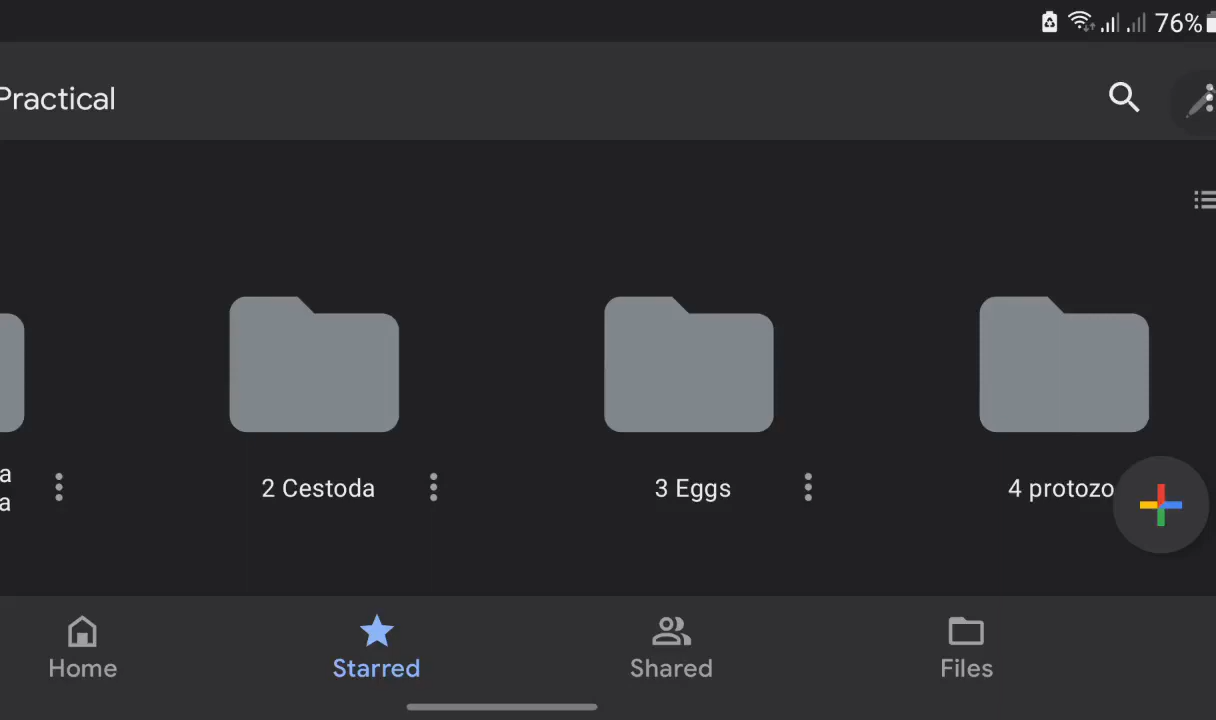 76%
Practical
a
a
2 Cestoda
3 Eggs
4 protozo
Home
Starred
Shared
Files